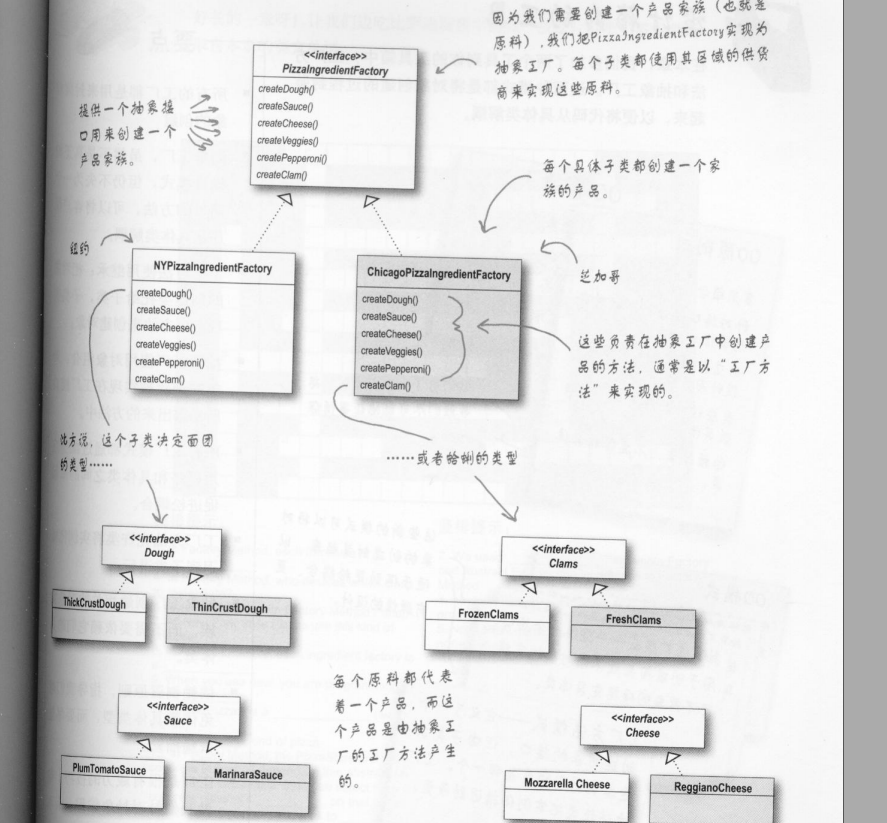 因为我们需要创建一个产品家族（也就是
原料），我们把PizzaIngredientFactory实现为
抽象工厂。每个子类都使用其区域的供货
商来实现这些原料。
<<interface>>
PizzaIngredientFactory
createDough()
createSauce()
createCheese()
createVeggies()
createPepperoni()
createClam()
提供一个抽象接
口用来创建一个
产品家族。
每个具体子类都创建一个家
族的产品。
纽约
NYPizzaIngredientFactory
createDough()
createSauce()
createCheese()
createVeggies()
createPepperoni()
createClam()
ChicagoPizzaIngredientFactory
createDough()
createSauce()
createCheese()
createVeggies()
createPepperoni()
createClam()
芝加哥
这些负责在抽象工厂中创建产
品的方法，通常是以“工厂方
法”来实现的。
比方说，这个子类决定面团
的类型……
……或者蛤蜊的类型
<<interface>>
Dough
ThickCrustDough
ThinCrustDough
<<interface>>
Clams
FrozenClams
FreshClams
<<interface>>
Sauce
PlumTomatoSauce
MarinaraSauce
每个原料都代表
着一个产品，而这
个产品是由抽象工
厂的工厂方法产生
的。
<<interface>>
Cheese
Mozzarella Cheese
ReggianoCheese